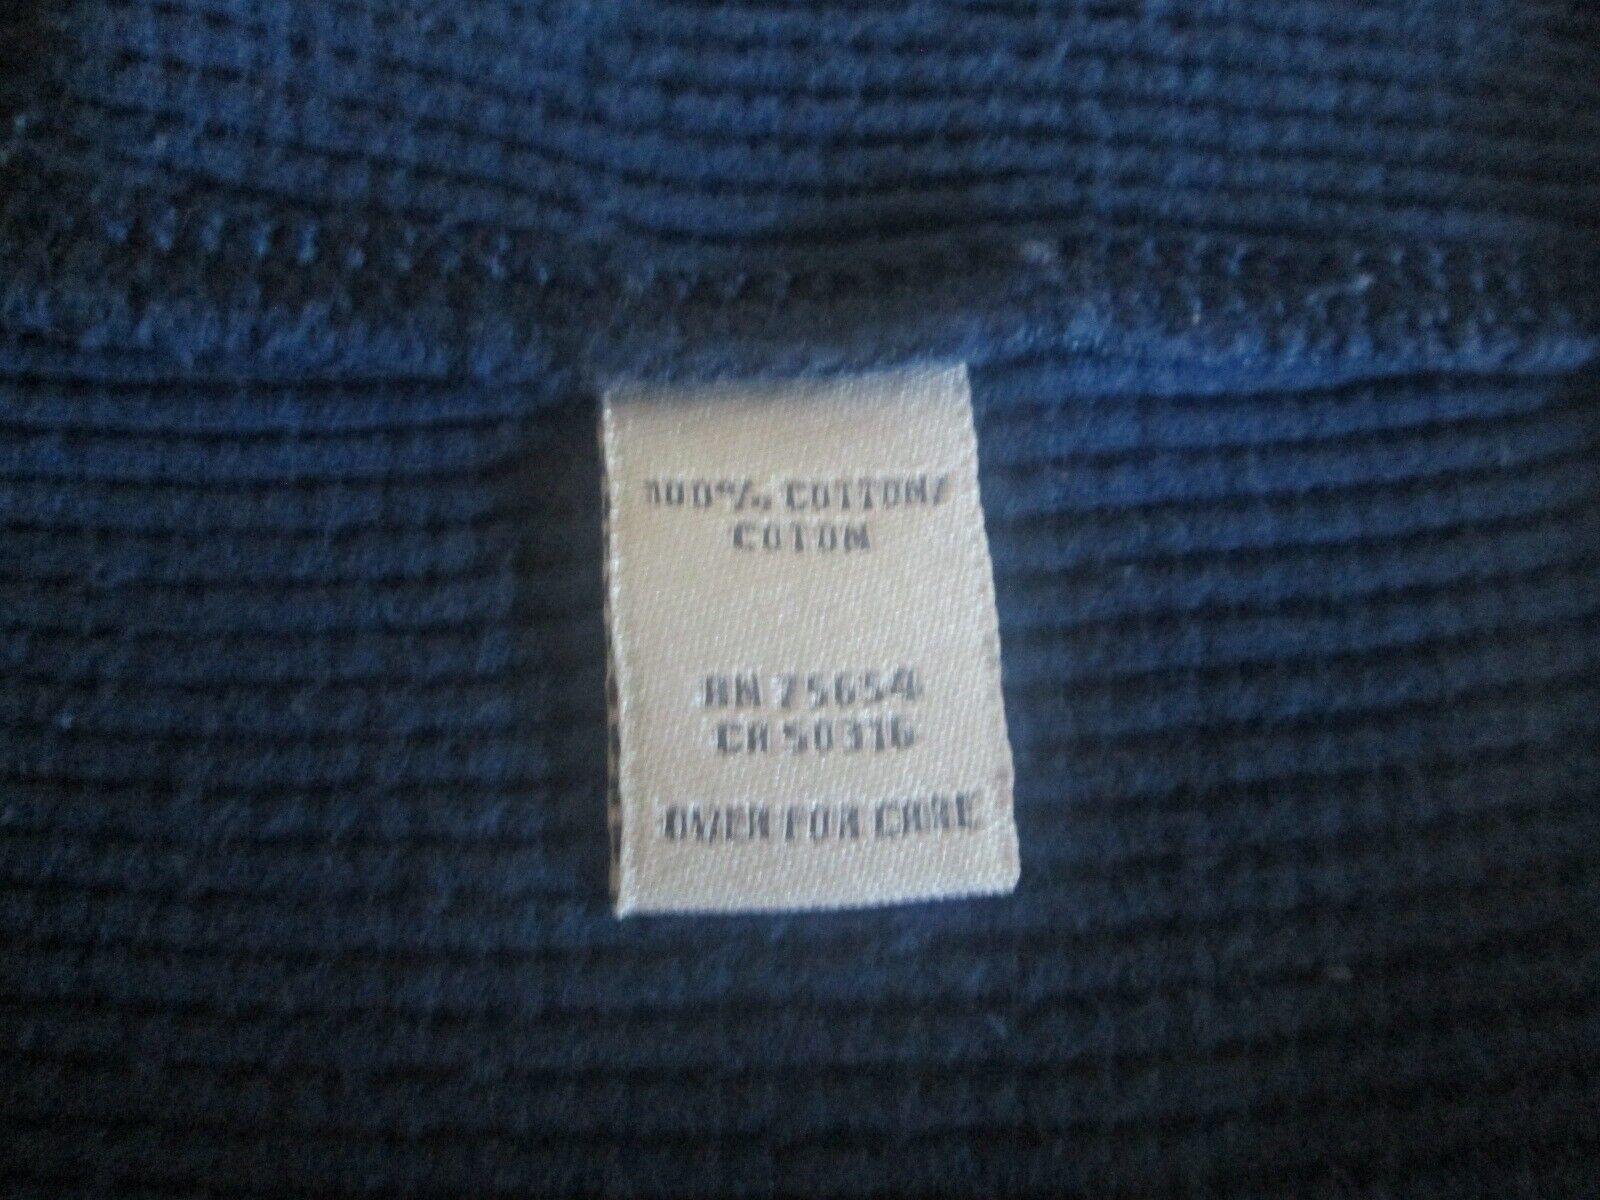 100% COTTON/
COTON
RN 75654
CA 50316
OVER FOR CARE